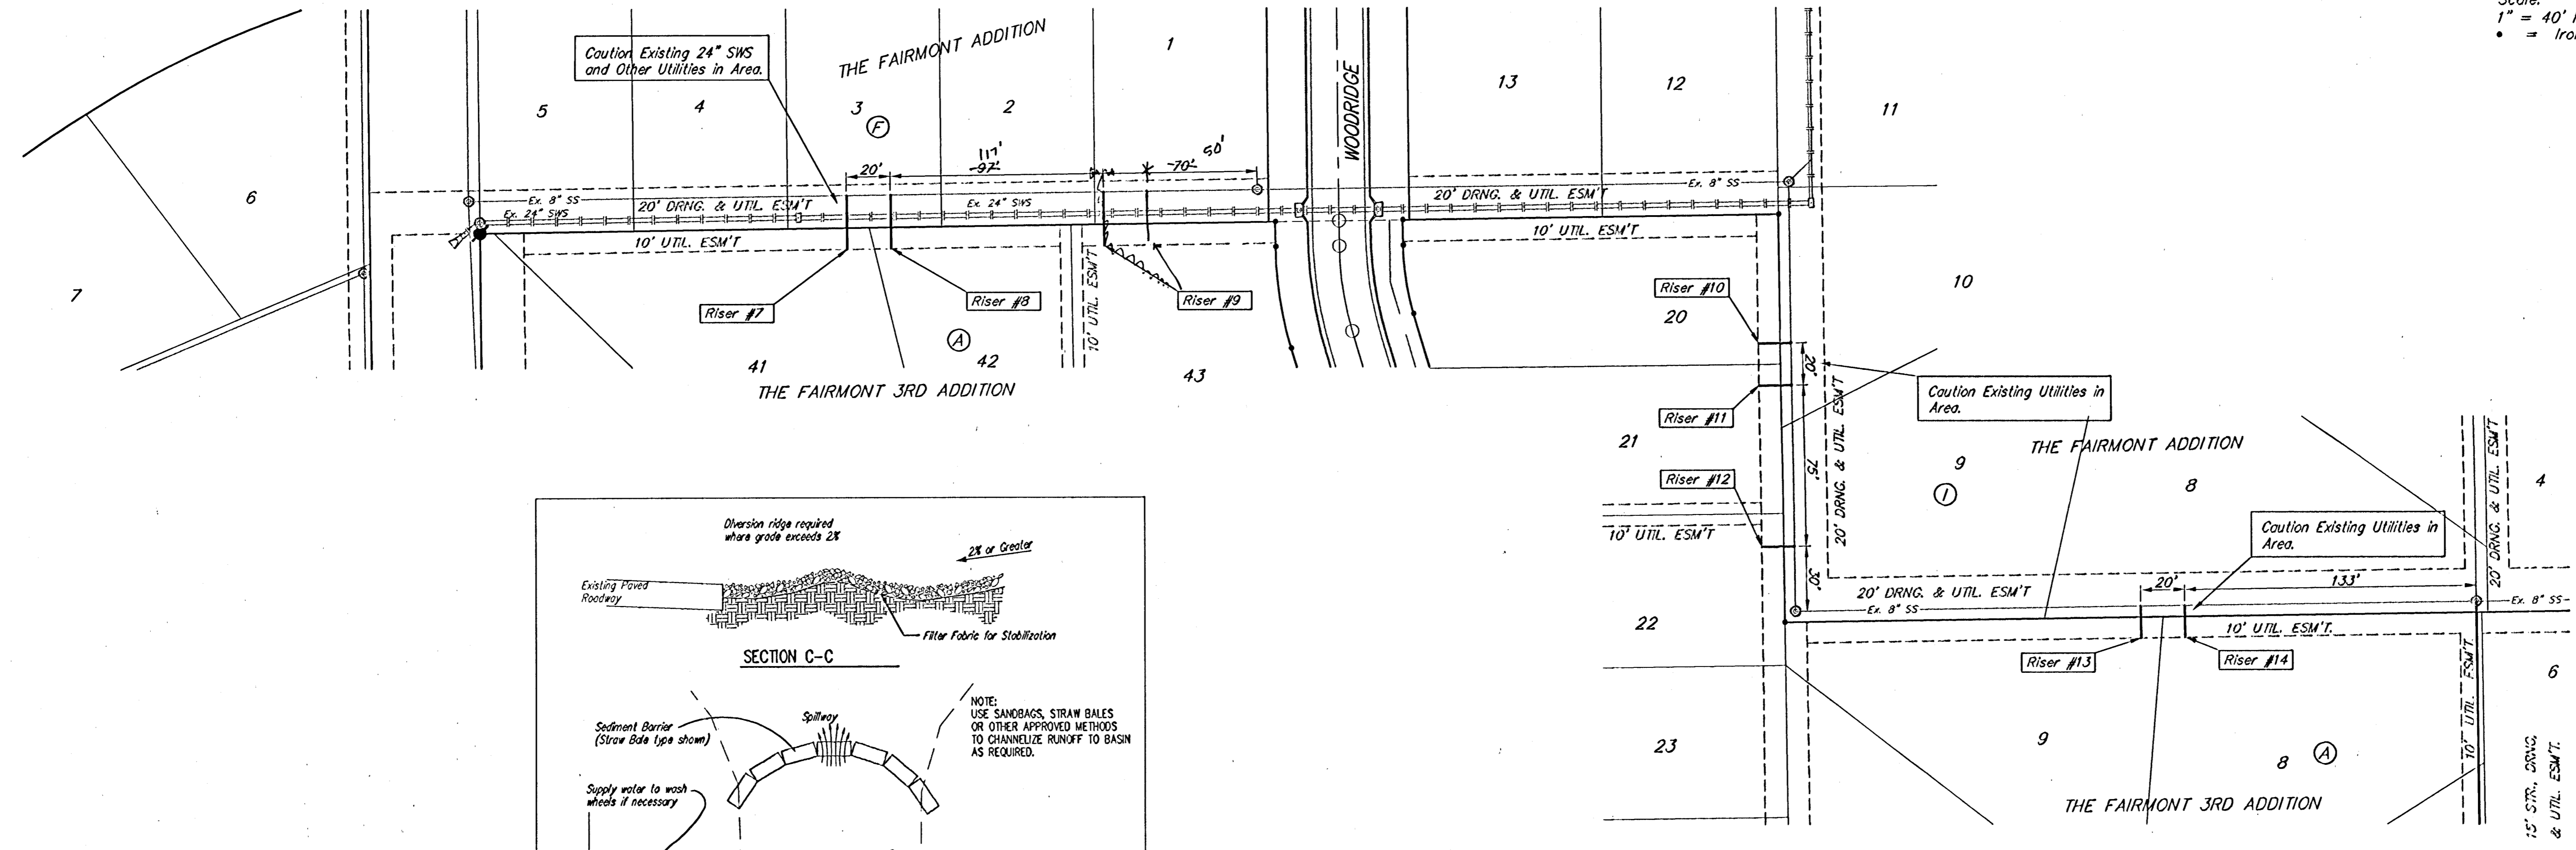 1" = 40'
• = Iro
Caution Existing 24" SWS
and Other Utilities in Area.
THE FAIRMONT ADDITION
1
WOODRIDGE
13
12
11
5
4
3
2
F
6
7
20'
117'
-97'
50'
-70'
Ex. 8" SS
Ex. 24" SWS
20' DRNG. & UTIL. ESM'T
Ex. 24" SWS
20' DRNG. & UTIL. ESM'T
Ex. 8" SS
10' UTIL. ESM'T
10' UTIL. ESM'T
10' UTIL. ESM'T
Riser #7
Riser #8
Riser #9
A
41
42
43
THE FAIRMONT 3RD ADDITION
Riser #10
20
10
20'
Riser #11
21
Caution Existing Utilities in
Area.
20' DRNG. & UTIL. ESM'T
75'
THE FAIRMONT ADDITION
9
I
8
4
20' DRNG. & UTIL. ESM'T
Riser #12
10' UTIL. ESM'T
30'
Caution Existing Utilities in
Area.
20' DRNG. & UTIL. ESM'T
20'
133'
Ex. 8" SS
Ex. 8" SS
10' UTIL. ESM'T.
22
Riser #13
Riser #14
10' UTIL. ESM'T.
6
23
9
8
A
THE FAIRMONT 3RD ADDITION
15' STR., DRNG.
& UTIL. ESM'T.
Diversion ridge required
where grade exceeds 2%
2% or Greater
Existing Paved
Roadway
Filter Fabric for Stabilization
SECTION C-C
Sediment Barrier
(Straw Bale type shown)
Spillway
NOTE:
USE SANDBAGS, STRAW BALES
OR OTHER APPROVED METHODS
TO CHANNELIZE RUNOFF TO BASIN
AS REQUIRED.
Supply water to wash
wheels if necessary